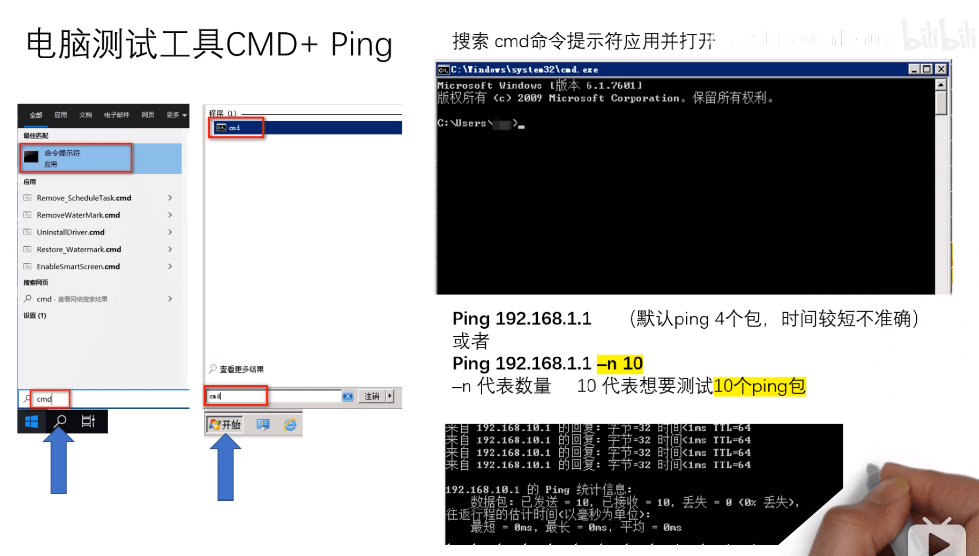 电脑测试工具CMD+ Ping
搜索 cmd命令提示符应用并打开
bilibili
全部 应用 文档 电子邮件 网页 更多
最佳匹配
命令提示符
应用
应用
Remove_ScheduleTask.cmd
RemoveWaterMark.cmd
UnInstallDriver.cmd
Restore_Watermark.cmd
EnableSmartScreen.cmd
搜索网页
cmd - 查看网络搜索结果
设置 (1)
cmd
程序 (1)
cmd
查看更多结果
cmd
注销
开始
C:\Windows\system32\cmd.exe
Microsoft Windows [版本 6.1.7601]
版权所有 (c) 2009 Microsoft Corporation。保留所有权利。
C:\Users\ >_
Ping 192.168.1.1 (默认ping 4个包，时间较短不准确)
或者
Ping 192.168.1.1 –n 10
–n 代表数量 10 代表想要测试10个ping包
来自 192.168.10.1 的回复: 字节=32 时间<1ms TTL=64
来自 192.168.10.1 的回复: 字节=32 时间<1ms TTL=64
来自 192.168.10.1 的回复: 字节=32 时间<1ms TTL=64
来自 192.168.10.1 的回复: 字节=32 时间<1ms TTL=64
192.168.10.1 的 Ping 统计信息:
数据包: 已发送 = 10，已接收 = 10，丢失 = 0 (0% 丢失)，
往返行程的估计时间(以毫秒为单位):
最短 = 0ms，最长 = 0ms，平均 = 0ms